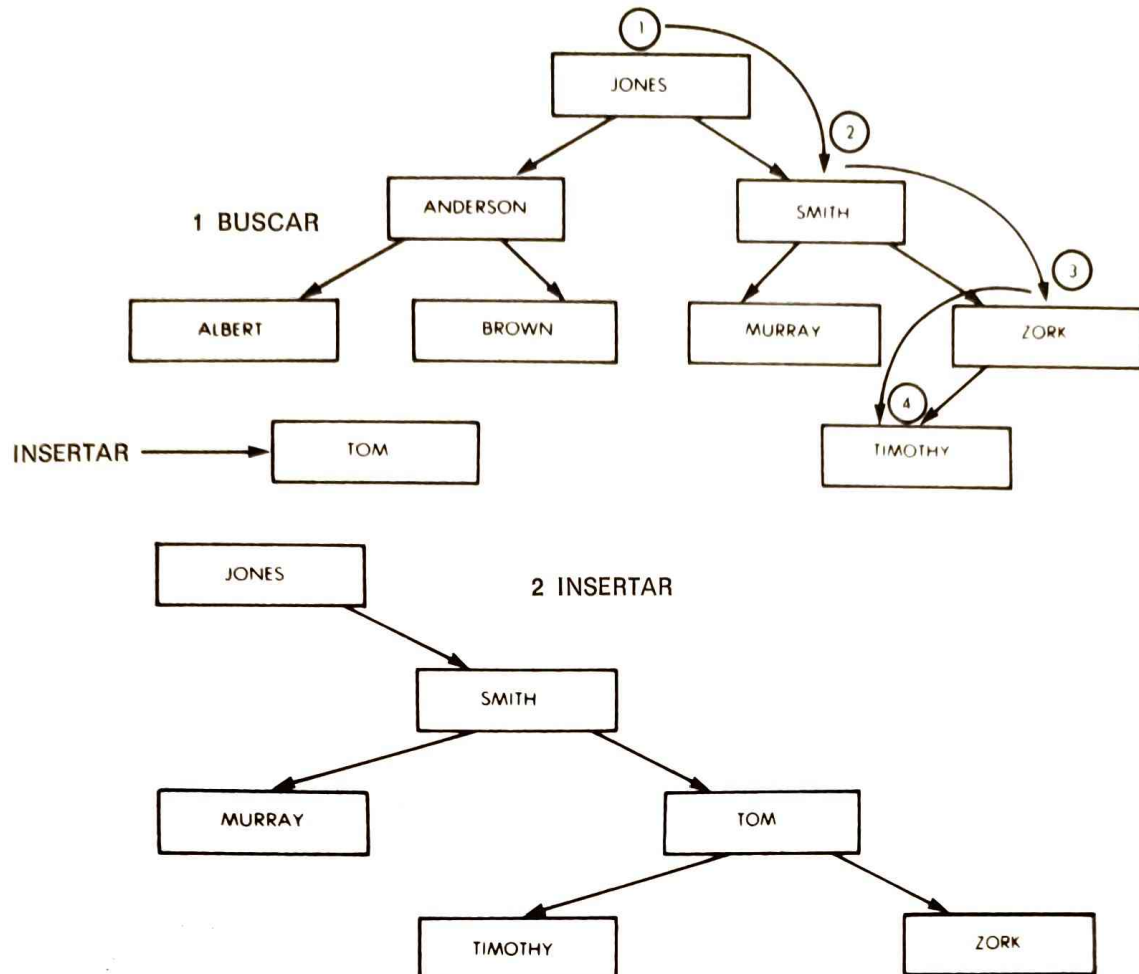 1
JONES
2
1 BUSCAR
ANDERSON
SMITH
3
ALBERT
BROWN
MURRAY
ZORK
4
INSERTAR
TOM
TIMOTHY
JONES
2 INSERTAR
SMITH
MURRAY
TOM
TIMOTHY
ZORK